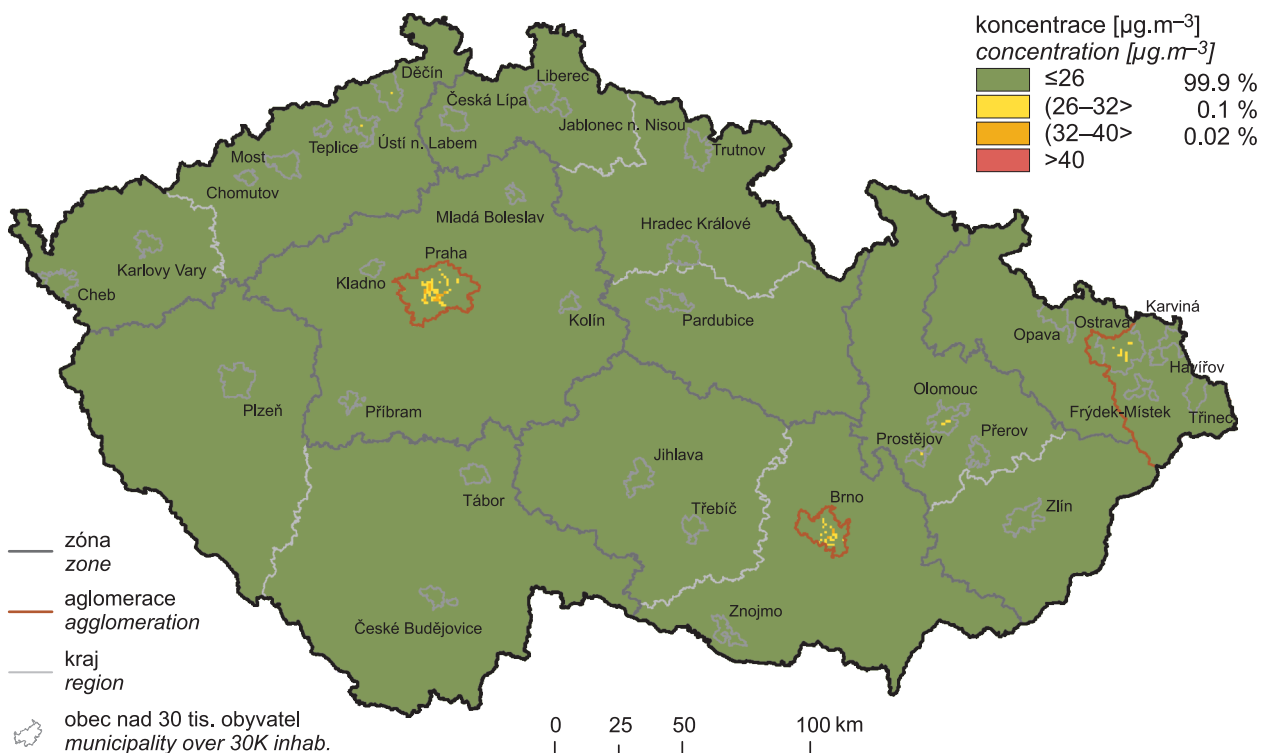 koncentrace [µg.m–³]
concentration [µg.m–³]
≤26 99.9 %
(26–32> 0.1 %
(32–40> 0.02 %
>40
Děčín
Liberec
Česká Lípa
Jablonec n. Nisou
Teplice
Ústí n. Labem
Trutnov
Most
Chomutov
Mladá Boleslav
Hradec Králové
Karlovy Vary
Praha
Kladno
Cheb
Kolín
Pardubice
Karviná
Ostrava
Opava
Havířov
Olomouc
Frýdek-Místek
Třinec
Plzeň
Příbram
Prostějov
Přerov
Jihlava
Tábor
Brno
Zlín
Třebíč
České Budějovice
Znojmo
zóna
zone
aglomerace
agglomeration
kraj
region
obec nad 30 tis. obyvatel
municipality over 30K inhab.
0 25 50 100 km